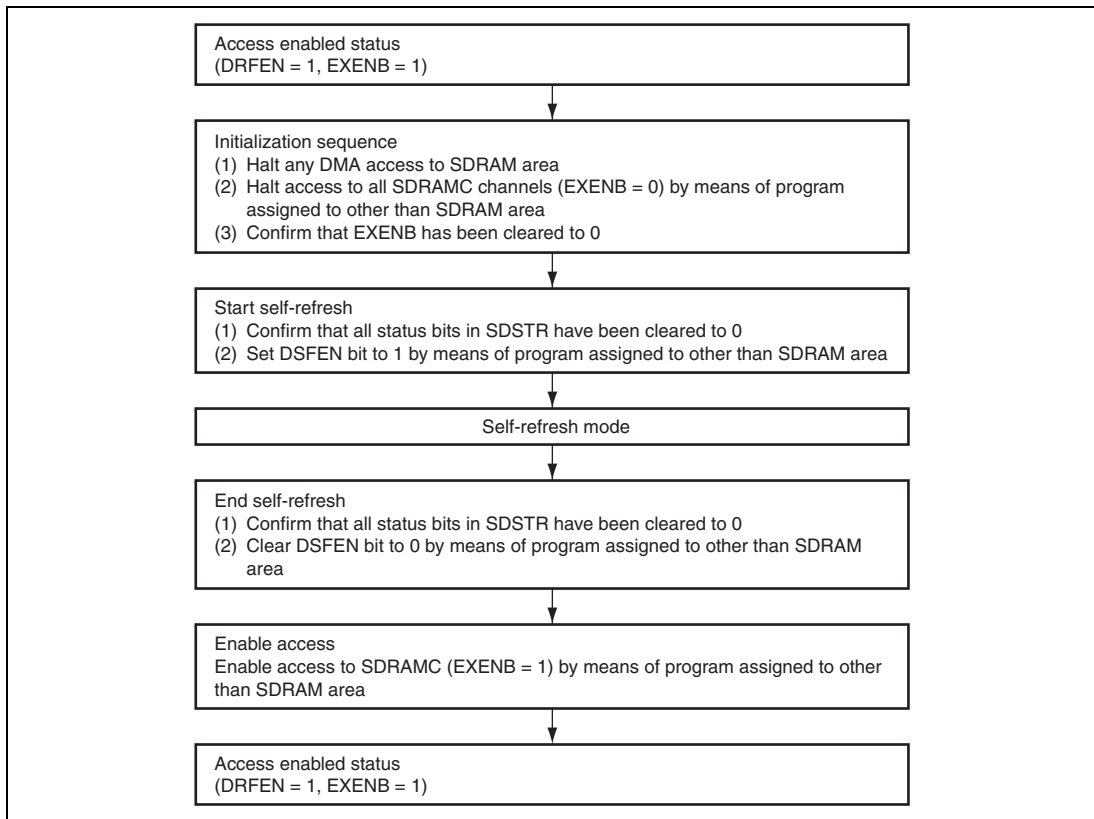 Access enabled status
(DRFEN = 1, EXENB = 1)
Initialization sequence
(1) Halt any DMA access to SDRAM area
(2) Halt access to all SDRAMC channels (EXENB = 0) by means of program
assigned to other than SDRAM area
(3) Confirm that EXENB has been cleared to 0
Start self-refresh
(1) Confirm that all status bits in SDSTR have been cleared to 0
(2) Set DSFEN bit to 1 by means of program assigned to other than SDRAM area
Self-refresh mode
End self-refresh
(1) Confirm that all status bits in SDSTR have been cleared to 0
(2) Clear DSFEN bit to 0 by means of program assigned to other than SDRAM
area
Enable access
Enable access to SDRAMC (EXENB = 1) by means of program assigned to other
than SDRAM area
Access enabled status
(DRFEN = 1, EXENB = 1)